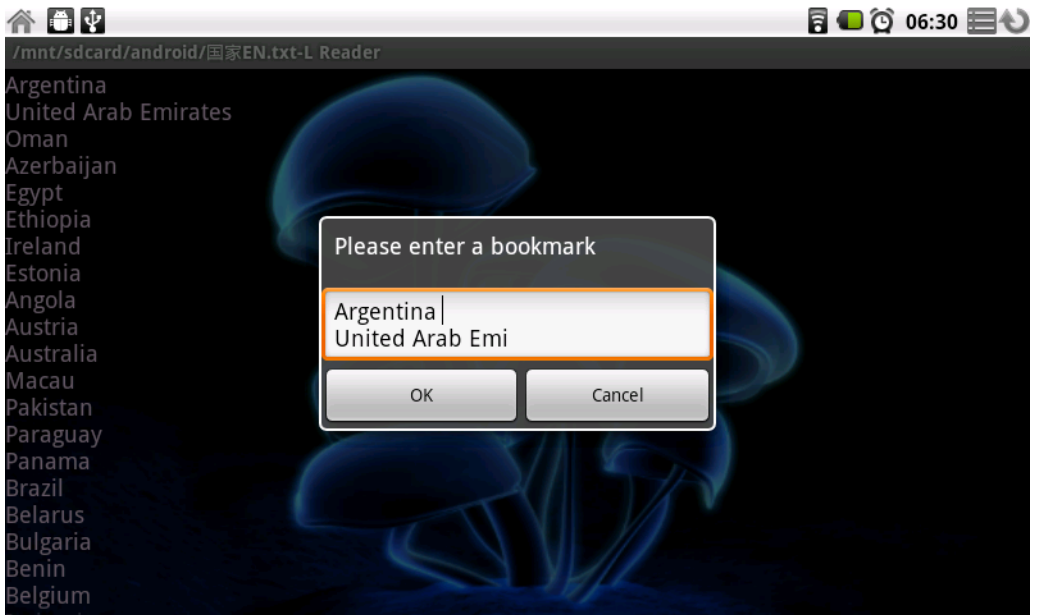 06:30
/mnt/sdcard/android/国家EN.txt-L Reader
Argentina
United Arab Emirates
Oman
Azerbaijan
Egypt
Ethiopia
Ireland
Estonia
Angola
Austria
Australia
Macau
Pakistan
Paraguay
Panama
Brazil
Belarus
Bulgaria
Benin
Belgium
Please enter a bookmark
Argentina
United Arab Emi
OK
Cancel